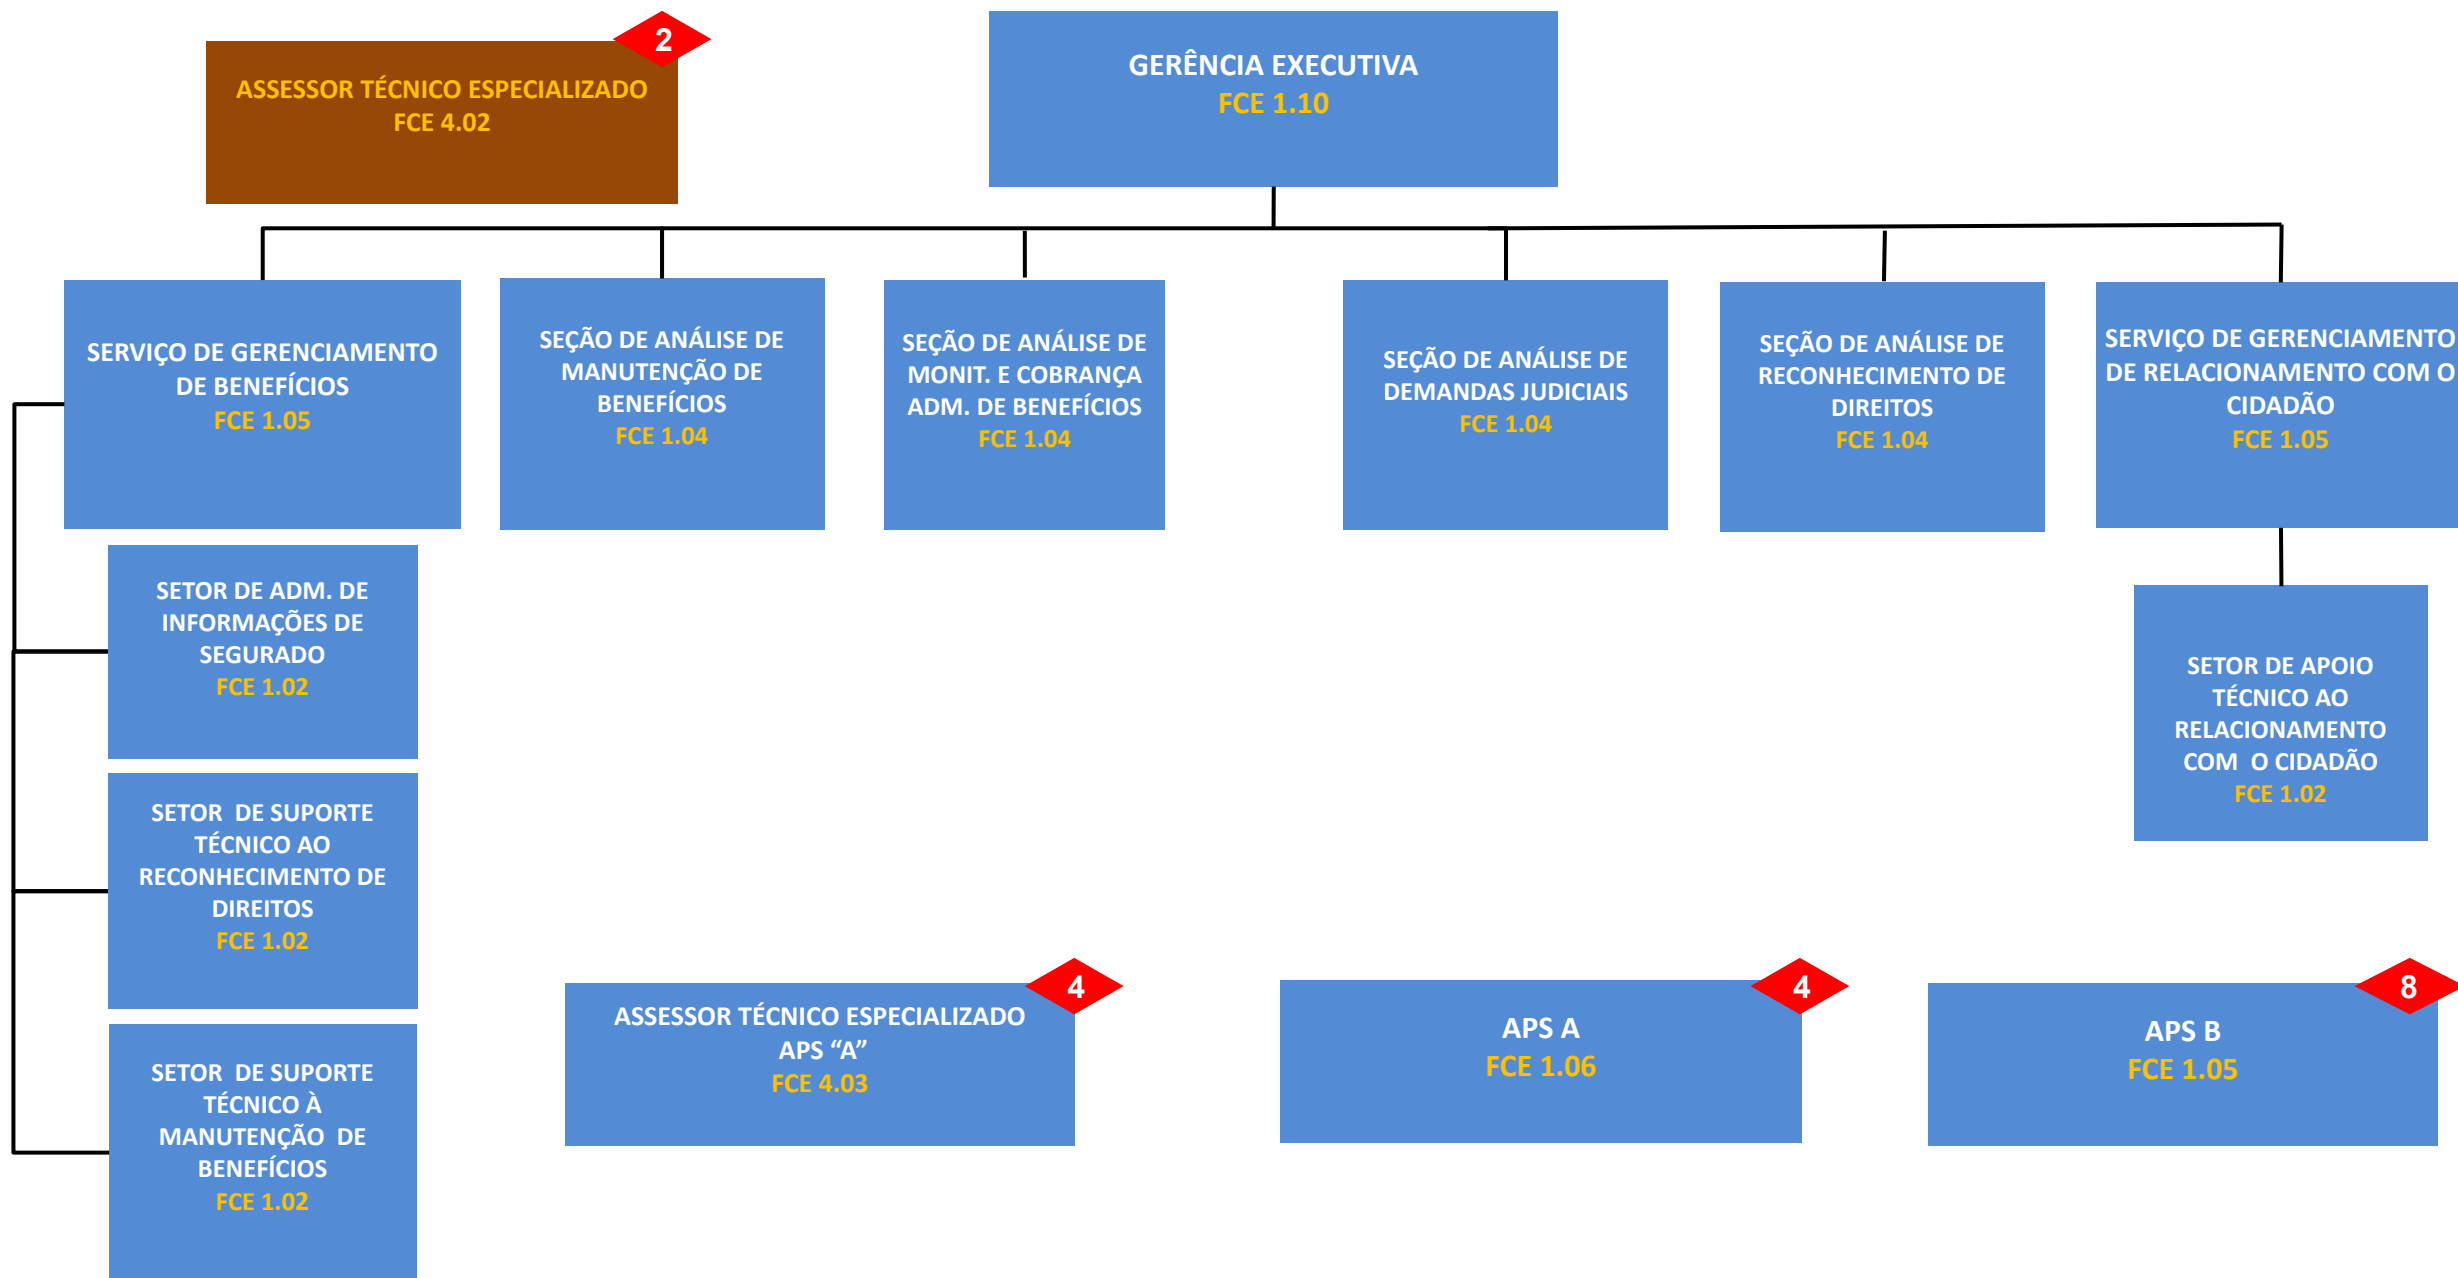 2
ASSESSOR TÉCNICO ESPECIALIZADO
FCE 4.02
GERÊNCIA EXECUTIVA
FCE 1.10
SERVIÇO DE GERENCIAMENTO
DE BENEFÍCIOS
FCE 1.05
SEÇÃO DE ANÁLISE DE
MANUTENÇÃO DE
BENEFÍCIOS
FCE 1.04
SEÇÃO DE ANÁLISE DE
MONIT. E COBRANÇA
ADM. DE BENEFÍCIOS
FCE 1.04
SEÇÃO DE ANÁLISE DE
DEMANDAS JUDICIAIS
FCE 1.04
SEÇÃO DE ANÁLISE DE
RECONHECIMENTO DE
DIREITOS
FCE 1.04
SERVIÇO DE GERENCIAMENTO
DE RELACIONAMENTO COM O
CIDADÃO
FCE 1.05
SETOR DE ADM. DE
INFORMAÇÕES DE
SEGURADO
FCE 1.02
SETOR DE APOIO
TÉCNICO AO
RELACIONAMENTO
COM  O CIDADÃO
FCE 1.02
SETOR  DE SUPORTE
TÉCNICO AO
RECONHECIMENTO DE
DIREITOS
FCE 1.02
SETOR  DE SUPORTE
TÉCNICO À
MANUTENÇÃO  DE
BENEFÍCIOS
FCE 1.02
4
ASSESSOR TÉCNICO ESPECIALIZADO
APS “A”
FCE 4.03
4
APS A
FCE 1.06
8
APS B
FCE 1.05